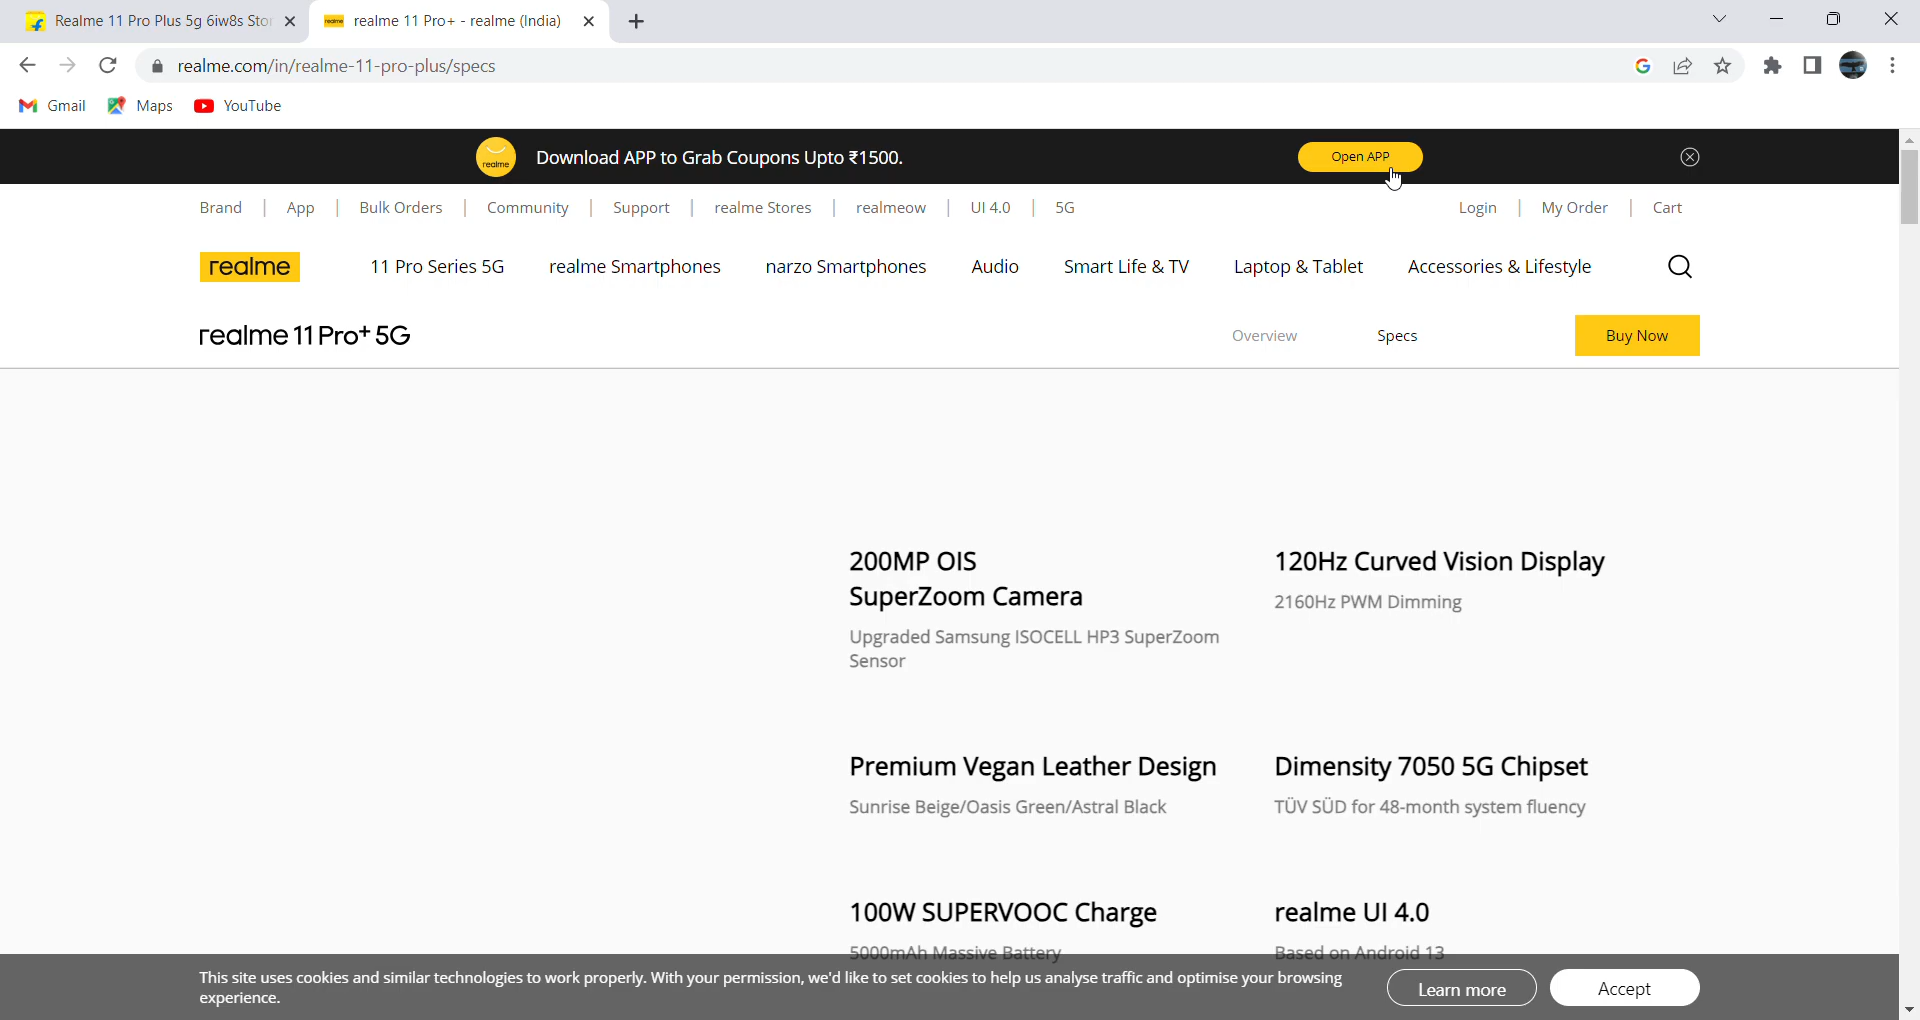 Realme 11 Pro Plus 5g 6iw8s Stor
realme 11 Pro+ - realme (India)
realme.com/in/realme-11-pro-plus/specs
Gmail
Maps
YouTube
realme
Download APP to Grab Coupons Upto ₹1500.
Open APP
Brand | App | Bulk Orders | Community | Support | realme Stores | realmeow | UI 4.0 | 5G
Login | My Order | Cart
realme
11 Pro Series 5G
realme Smartphones
narzo Smartphones
Audio
Smart Life & TV
Laptop & Tablet
Accessories & Lifestyle
realme 11 Pro+ 5G
Overview
Specs
Buy Now
200MP OIS
SuperZoom Camera
Upgraded Samsung ISOCELL HP3 SuperZoom
Sensor
120Hz Curved Vision Display
2160Hz PWM Dimming
Premium Vegan Leather Design
Sunrise Beige/Oasis Green/Astral Black
Dimensity 7050 5G Chipset
TÜV SÜD for 48-month system fluency
100W SUPERVOOC Charge
5000mAh Massive Battery
realme UI 4.0
Based on Android 13
This site uses cookies and similar technologies to work properly. With your permission, we'd like to set cookies to help us analyse traffic and optimise your browsing
experience.
Learn more
Accept